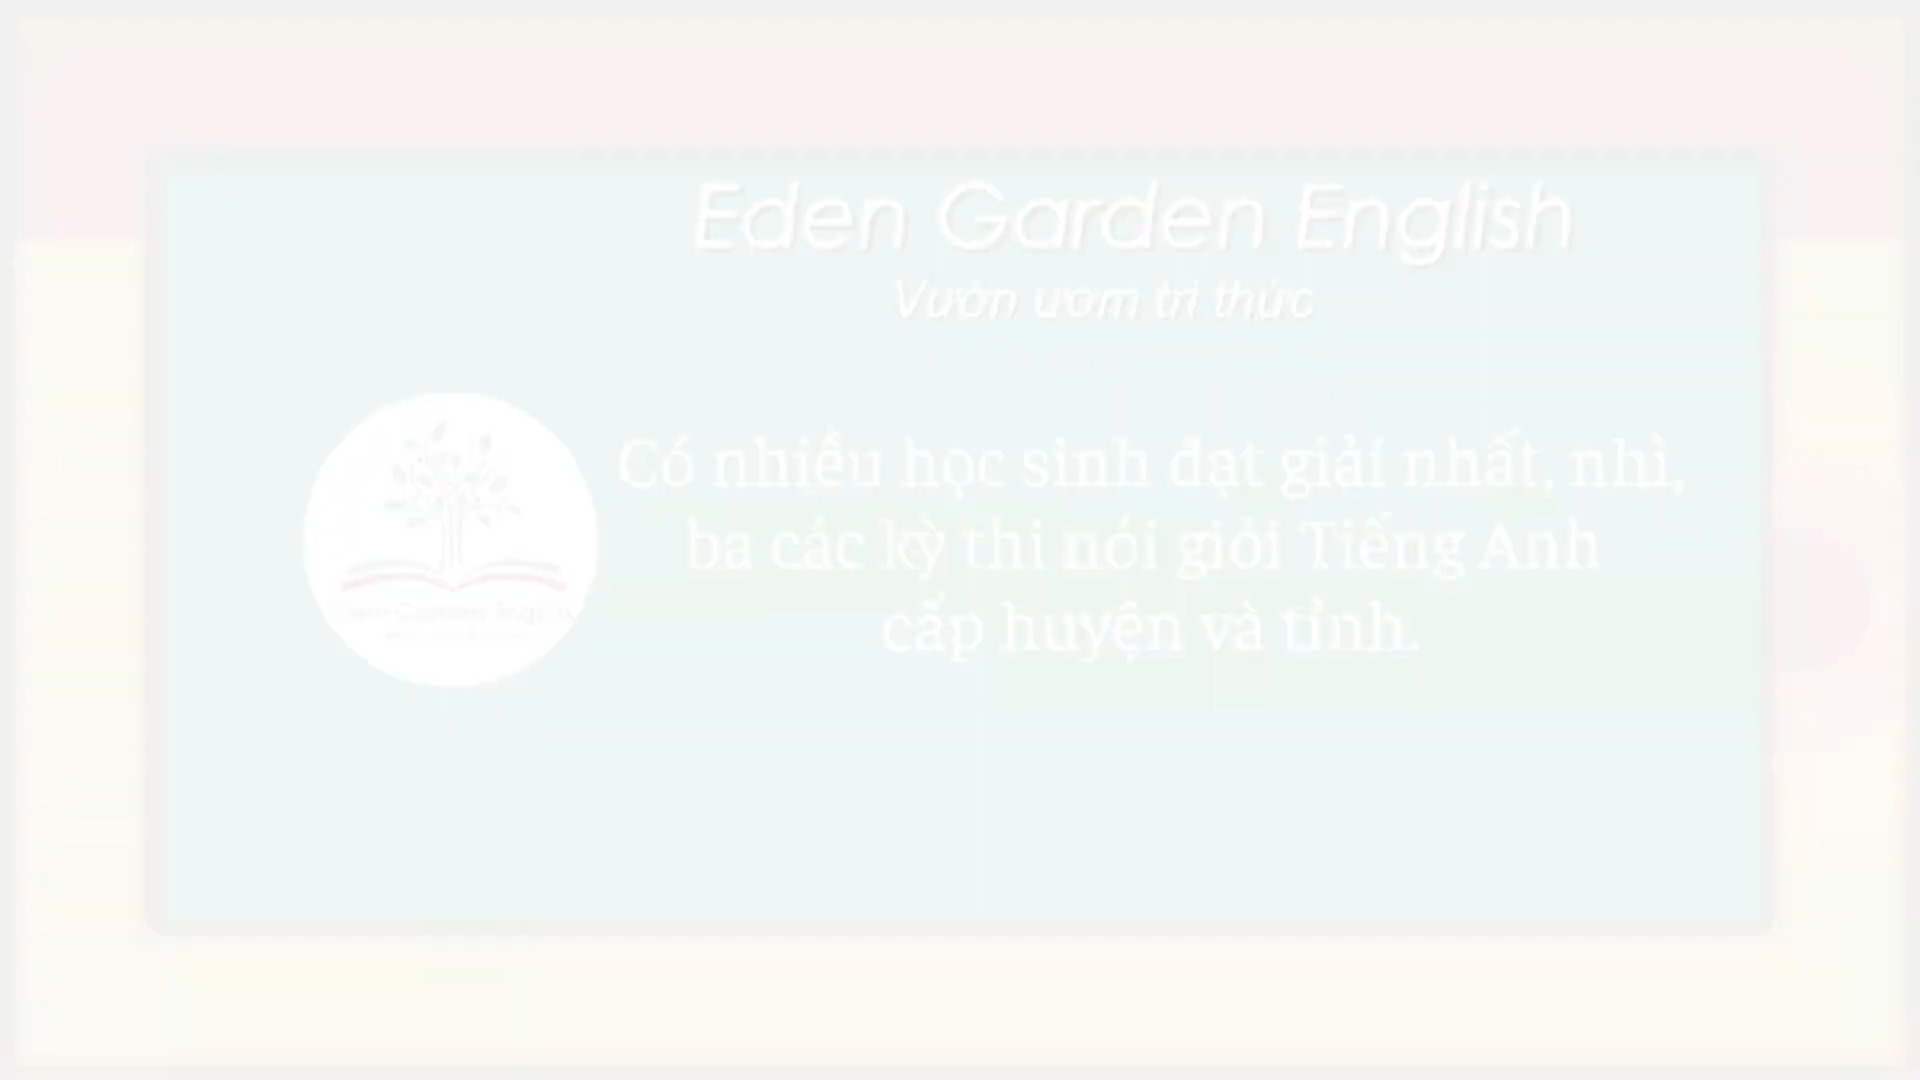 Eden Garden English
Vườn ươm tri thức
Có nhiều học sinh đạt giải nhất, nhì,
ba các kỳ thi nói giỏi Tiếng Anh
cấp huyện và tỉnh.